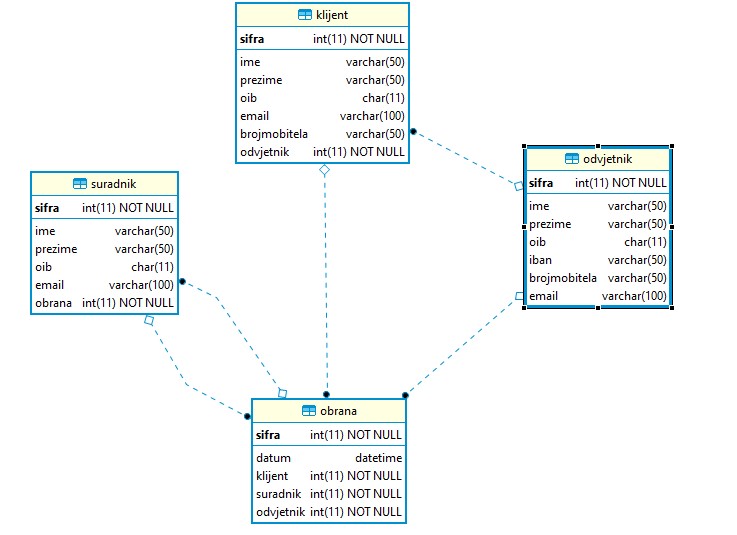 klijent
sifra int(11) NOT NULL
ime varchar(50)
prezime varchar(50)
oib char(11)
email varchar(100)
brojmobitela varchar(50)
odvjetnik int(11) NOT NULL
odvjetnik
sifra int(11) NOT NULL
ime varchar(50)
prezime varchar(50)
oib char(11)
iban varchar(50)
brojmobitela varchar(50)
email varchar(100)
suradnik
sifra int(11) NOT NULL
ime varchar(50)
prezime varchar(50)
oib char(11)
email varchar(100)
obrana int(11) NOT NULL
obrana
sifra int(11) NOT NULL
datum datetime
klijent int(11) NOT NULL
suradnik int(11) NOT NULL
odvjetnik int(11) NOT NULL